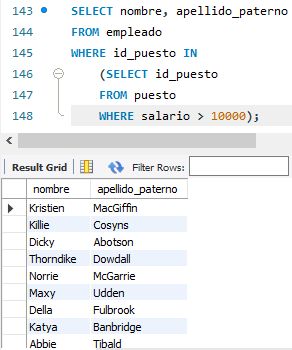 143 SELECT nombre, apellido_paterno
144 FROM empleado
145 WHERE id_puesto IN
146 (SELECT id_puesto
147 FROM puesto
148 WHERE salario > 10000);
Result Grid Filter Rows:
nombre apellido_paterno
Kristien MacGiffin
Killie Cosyns
Dicky Abotson
Thorndike Dowdall
Norrie McGarrie
Maxy Udden
Della Fulbrook
Katya Banbridge
Abbie Tibald